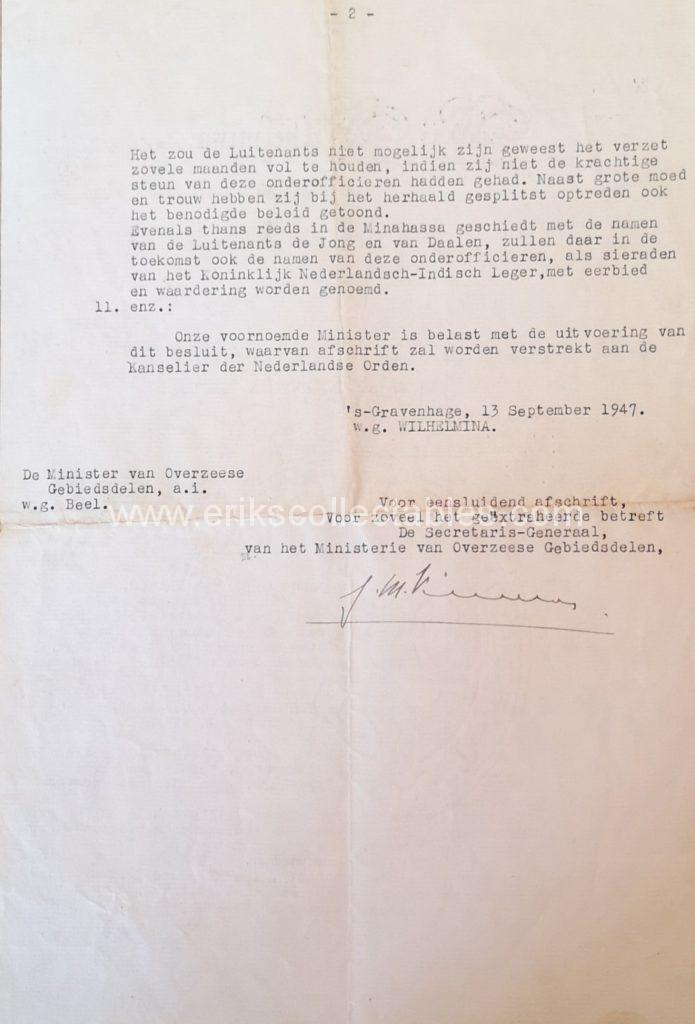 - 2 -
Het zou de Luitenants niet mogelijk zijn geweest het verzet
zovele maanden vol te houden, indien zij niet de krachtige
steun van deze onderofficieren hadden gehad. Naast grote moed
en trouw hebben zij bij het herhaald gesplitst optreden ook
het benodigde beleid getoond.
Evenals thans reeds in de Minahassa geschiedt met de namen
van de Luitenants de Jong en van Daalen, zullen daar in de
toekomst ook de namen van deze onderofficieren, als sieraden
van het Koninklijk Nederlandsch-Indisch Leger,met eerbied
en waardering worden genoemd.
11. enz.:
Onze voornoemde Minister is belast met de uitvoering van
dit besluit, waarvan afschrift zal worden verstrekt aan de
Kanselier der Nederlandse Orden.
's-Gravenhage, 13 September 1947.
w.g. WILHELMINA.
De Minister van Overzeese
Gebiedsdelen, a.i.
w.g. Beel.
www.erikscollectables.com
Voor eensluidend afschrift,
Voor zoveel het geëxtraheerde betreft
De Secretaris-Generaal,
van het Ministerie van Overzeese Gebiedsdelen,